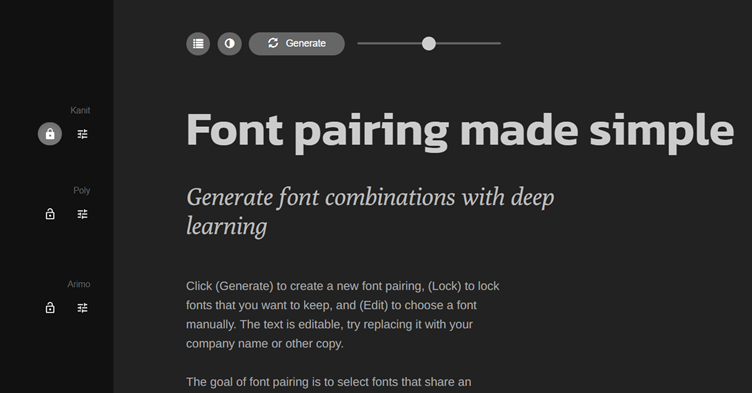 Generate
Kanit
Font pairing made simple
Poly
Generate font combinations with deep
learning
Arimo
Click (Generate) to create a new font pairing, (Lock) to lock
fonts that you want to keep, and (Edit) to choose a font
manually. The text is editable, try replacing it with your
company name or other copy.
The goal of font pairing is to select fonts that share an